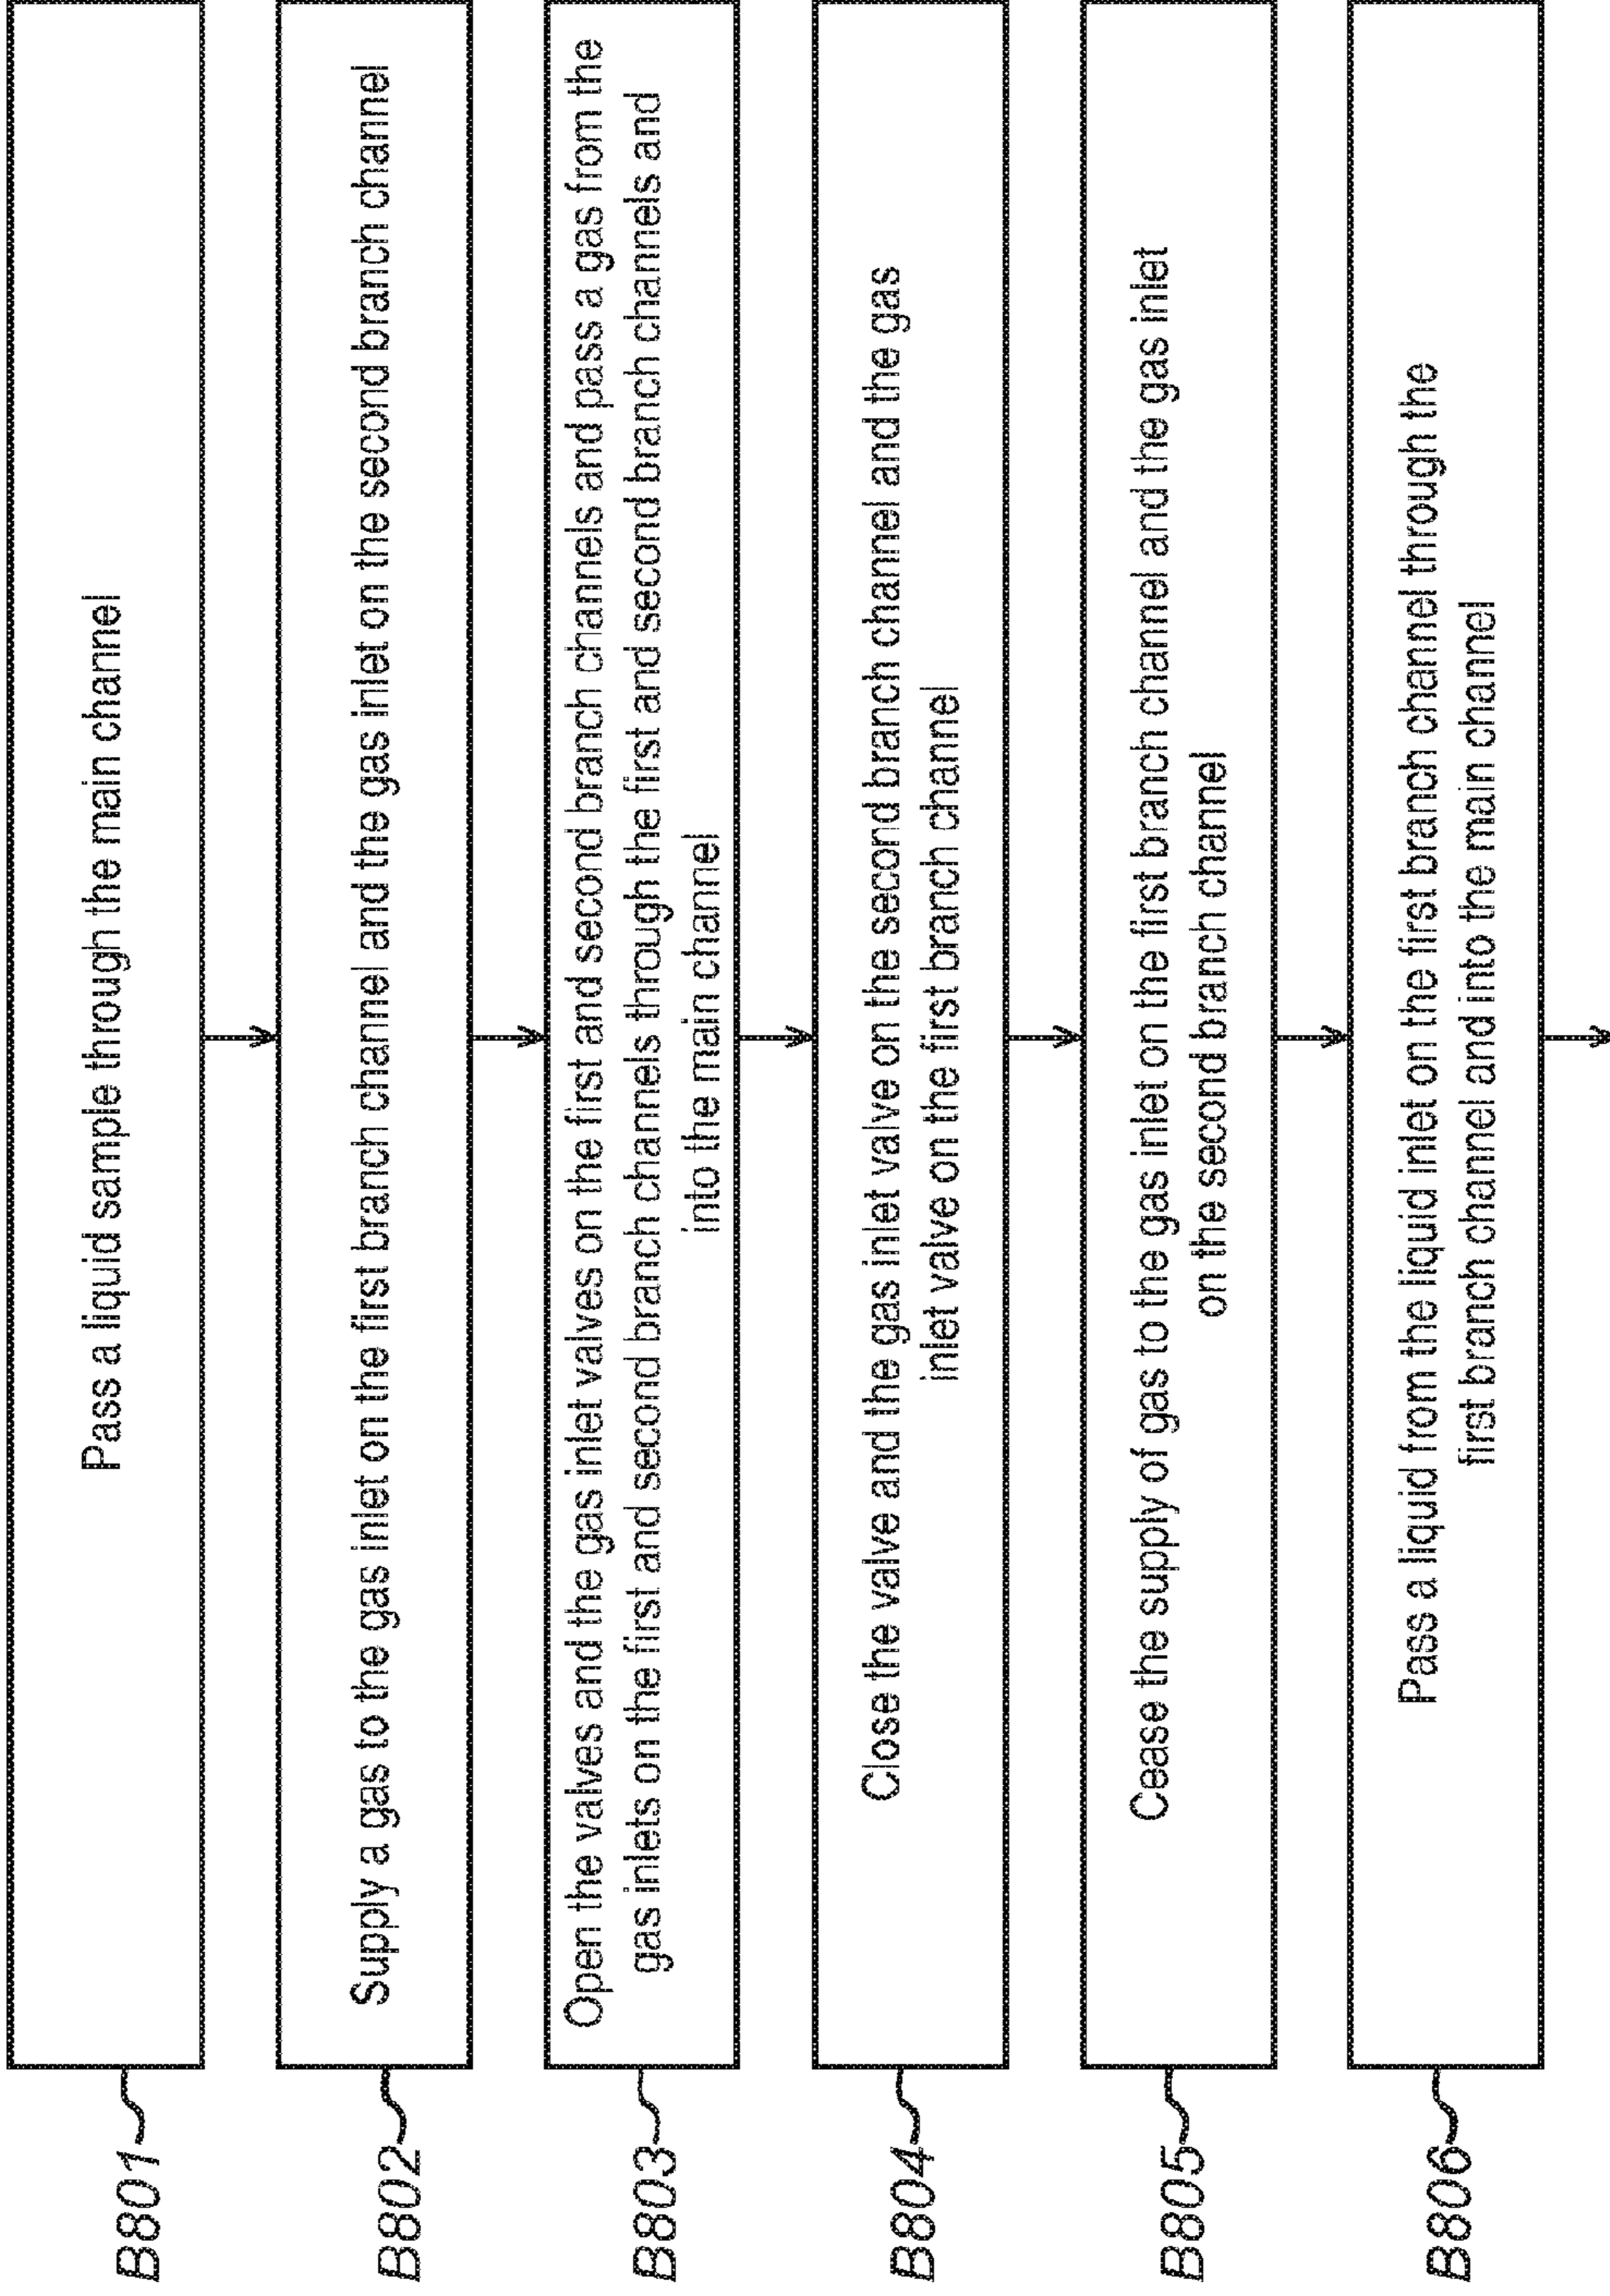 B801
Pass a liquid sample through the main channel
B802
Supply a gas to the gas inlet on the first branch channel and the gas inlet on the second branch channel
B803
Open the valves and the gas inlet valves on the first and second branch channels and pass a gas from the
gas inlets on the first and second branch channels through the first and second branch channels and
into the main channel
B804
Close the valve and the gas inlet valve on the second branch channel and the gas
inlet valve on the first branch channel
B805
Cease the supply of gas to the gas inlet on the first branch channel and the gas inlet
on the second branch channel
B806
Pass a liquid from the liquid inlet on the first branch channel through the
first branch channel and into the main channel